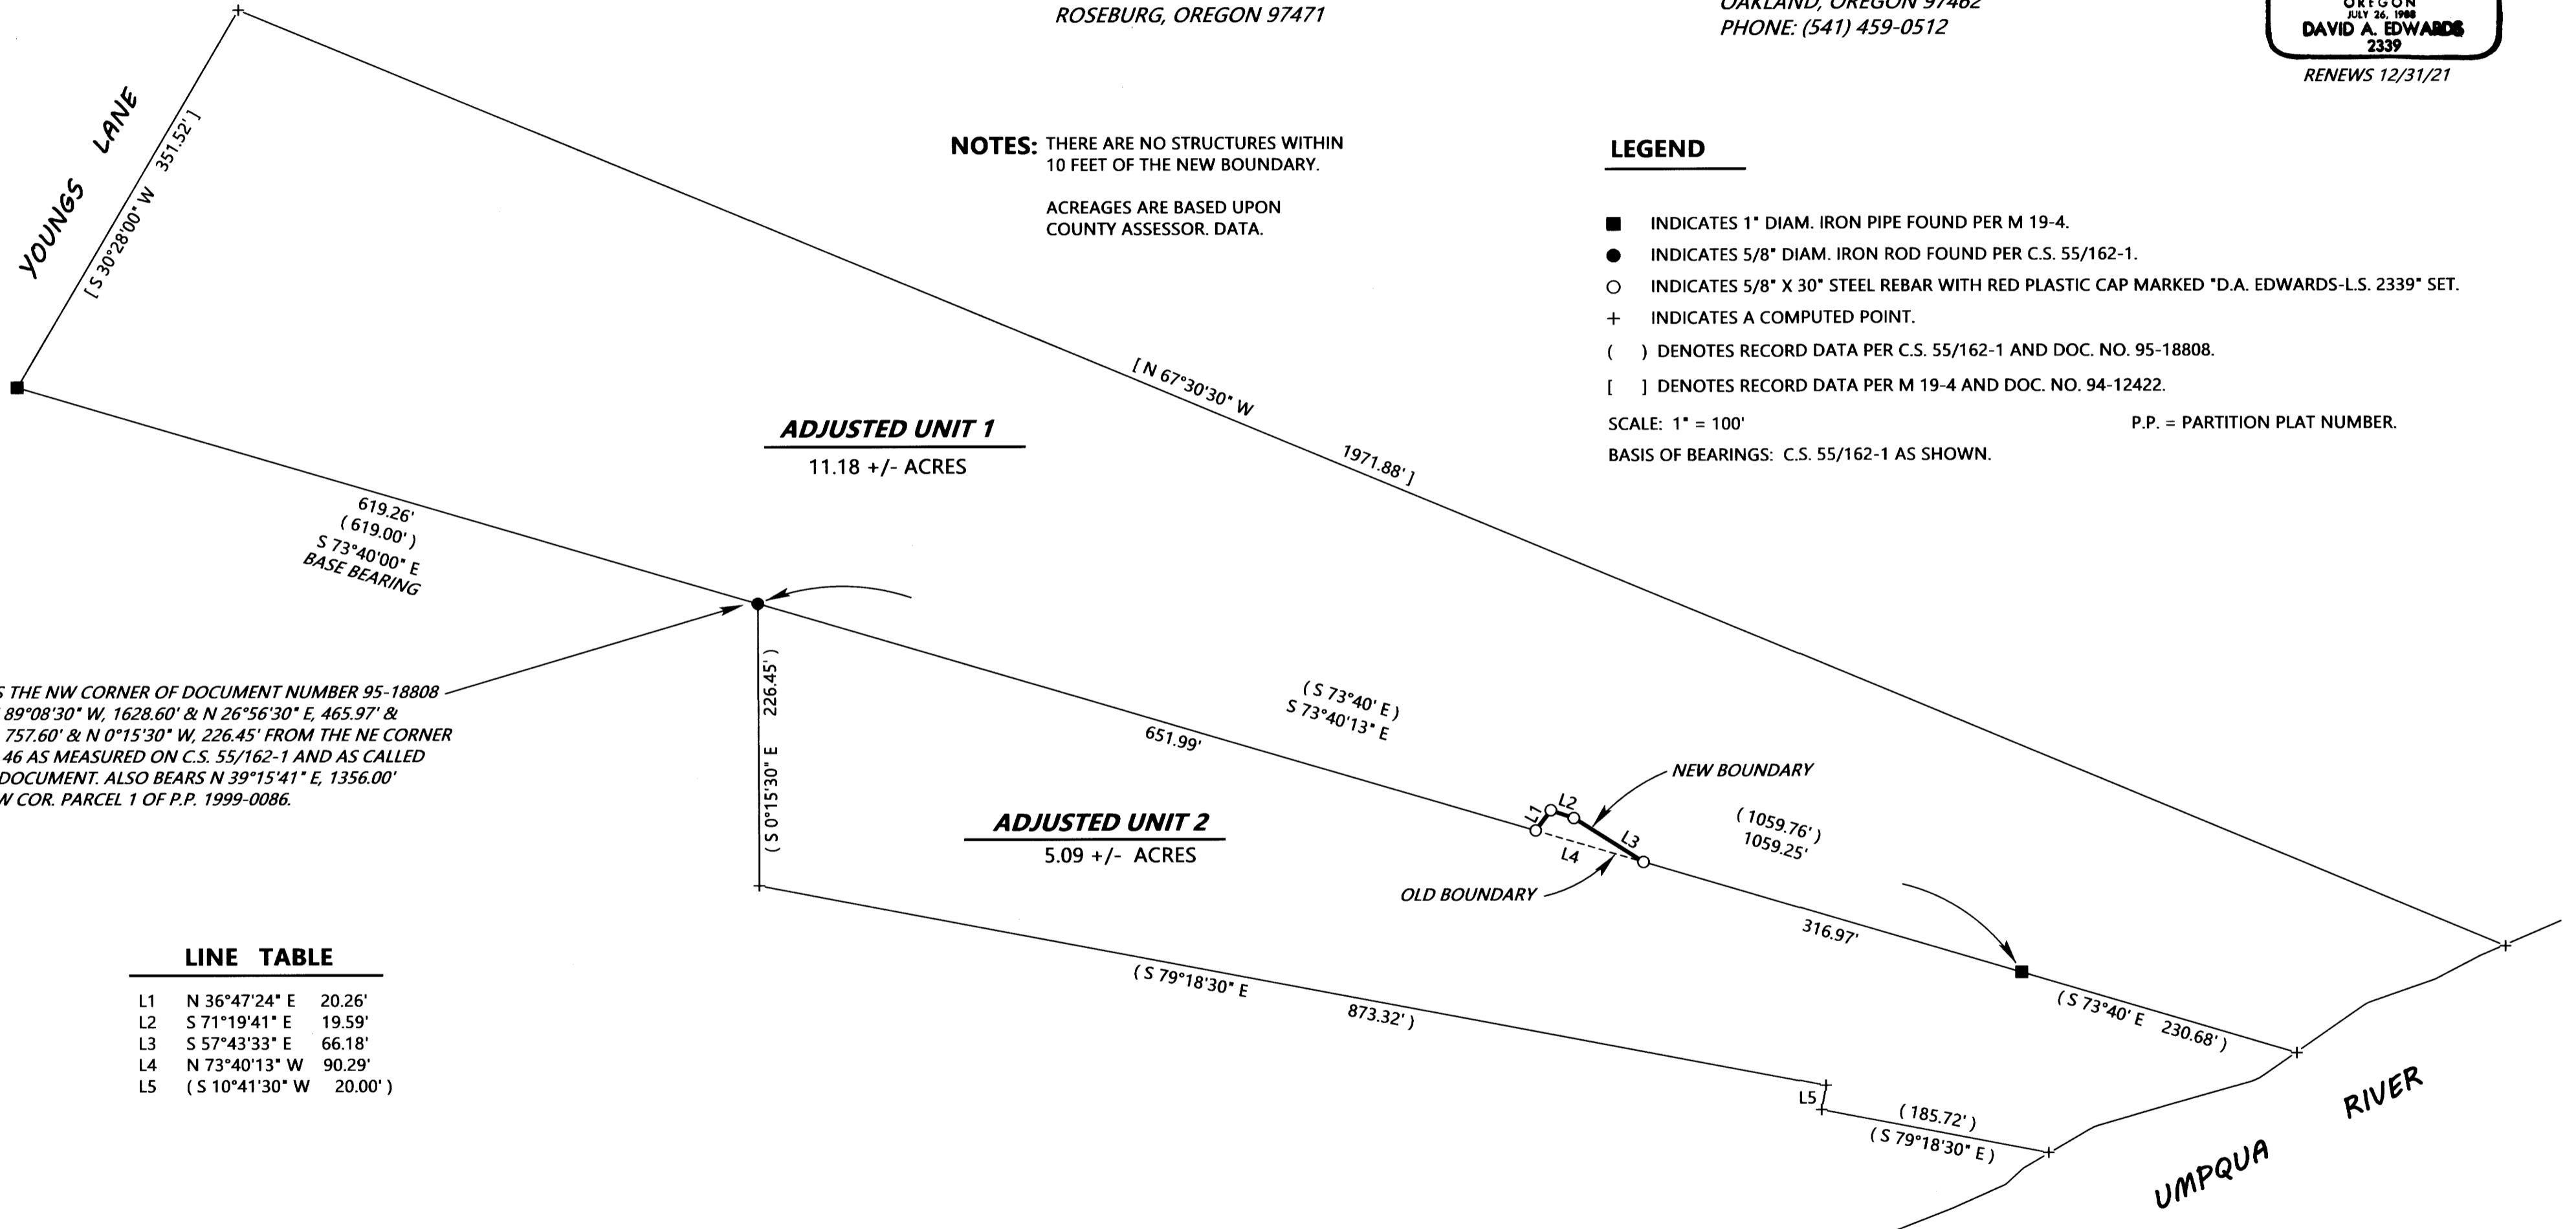 ROSEBURG, OREGON 97471
OAKLAND, OREGON 97462
PHONE: (541) 459-0512
OREGON
JULY 26, 1988
DAVID A. EDWARDS
2339
RENEWS 12/31/21
YOUNGS LANE
[ S 30°28'00" W 351.52' ]
NOTES: THERE ARE NO STRUCTURES WITHIN
10 FEET OF THE NEW BOUNDARY.
ACREAGES ARE BASED UPON
COUNTY ASSESSOR. DATA.
LEGEND
INDICATES 1" DIAM. IRON PIPE FOUND PER M 19-4.
INDICATES 5/8" DIAM. IRON ROD FOUND PER C.S. 55/162-1.
INDICATES 5/8" X 30" STEEL REBAR WITH RED PLASTIC CAP MARKED "D.A. EDWARDS-L.S. 2339" SET.
+ INDICATES A COMPUTED POINT.
( ) DENOTES RECORD DATA PER C.S. 55/162-1 AND DOC. NO. 95-18808.
[ ] DENOTES RECORD DATA PER M 19-4 AND DOC. NO. 94-12422.
SCALE: 1" = 100' P.P. = PARTITION PLAT NUMBER.
BASIS OF BEARINGS: C.S. 55/162-1 AS SHOWN.
[ N 67°30'30" W 1971.88' ]
ADJUSTED UNIT 1
11.18 +/- ACRES
619.26'
( 619.00' )
S 73°40'00" E
BASE BEARING
THE NW CORNER OF DOCUMENT NUMBER 95-18808
89°08'30" W, 1628.60' & N 26°56'30" E, 465.97' &
757.60' & N 0°15'30" W, 226.45' FROM THE NE CORNER
46 AS MEASURED ON C.S. 55/162-1 AND AS CALLED
DOCUMENT. ALSO BEARS N 39°15'41" E, 1356.00'
COR. PARCEL 1 OF P.P. 1999-0086.
( S 0°15'30" E 226.45' )
( S 73°40' E )
S 73°40'13" E
651.99'
ADJUSTED UNIT 2
5.09 +/- ACRES
NEW BOUNDARY
L1
L2
L3
L4
OLD BOUNDARY
( 1059.76' )
1059.25'
316.97'
( S 73°40' E 230.68' )
( S 79°18'30" E 873.32' )
L5
( 185.72' )
( S 79°18'30" E )
UMPQUA RIVER
LINE TABLE
L1 N 36°47'24" E 20.26'
L2 S 71°19'41" E 19.59'
L3 S 57°43'33" E 66.18'
L4 N 73°40'13" W 90.29'
L5 ( S 10°41'30" W 20.00' )